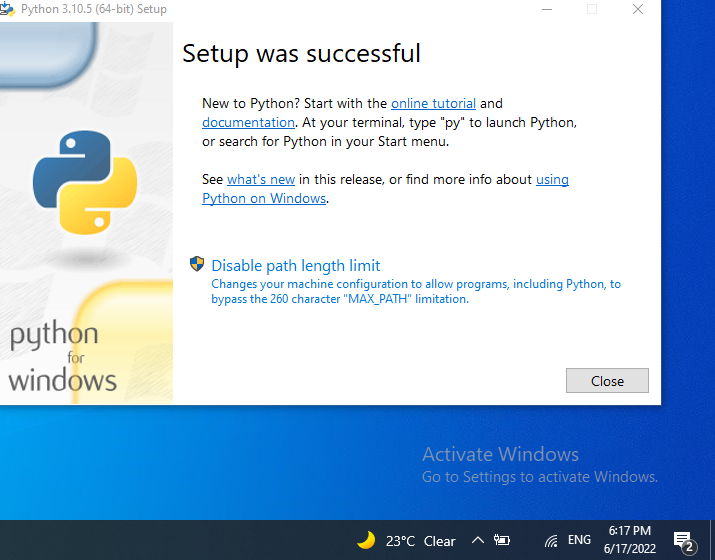 Python 3.10.5 (64-bit) Setup
Setup was successful
New to Python? Start with the online tutorial and
documentation. At your terminal, type "py" to launch Python,
or search for Python in your Start menu.
See what's new in this release, or find more info about using
Python on Windows.
Disable path length limit
Changes your machine configuration to allow programs, including Python, to
bypass the 260 character "MAX_PATH" limitation.
python
for
windows
Close
Activate Windows
Go to Settings to activate Windows.
23°C Clear
ENG
6:17 PM
6/17/2022
2